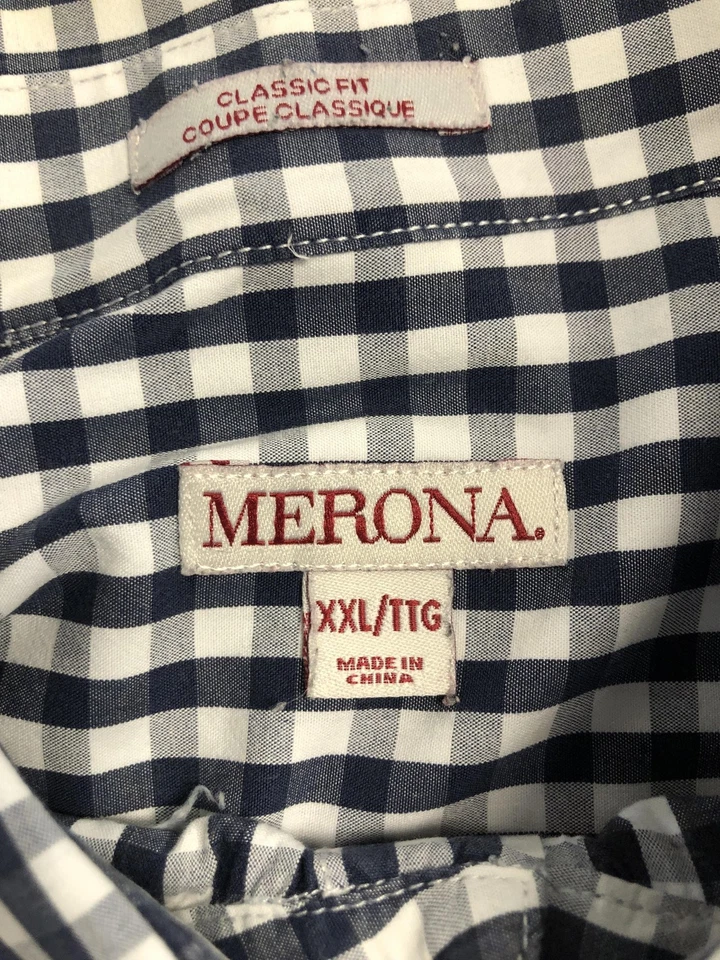 CLASSIC FIT
COUPE CLASSIQUE
MERONA.
XXL/TTG
MADE IN
CHINA